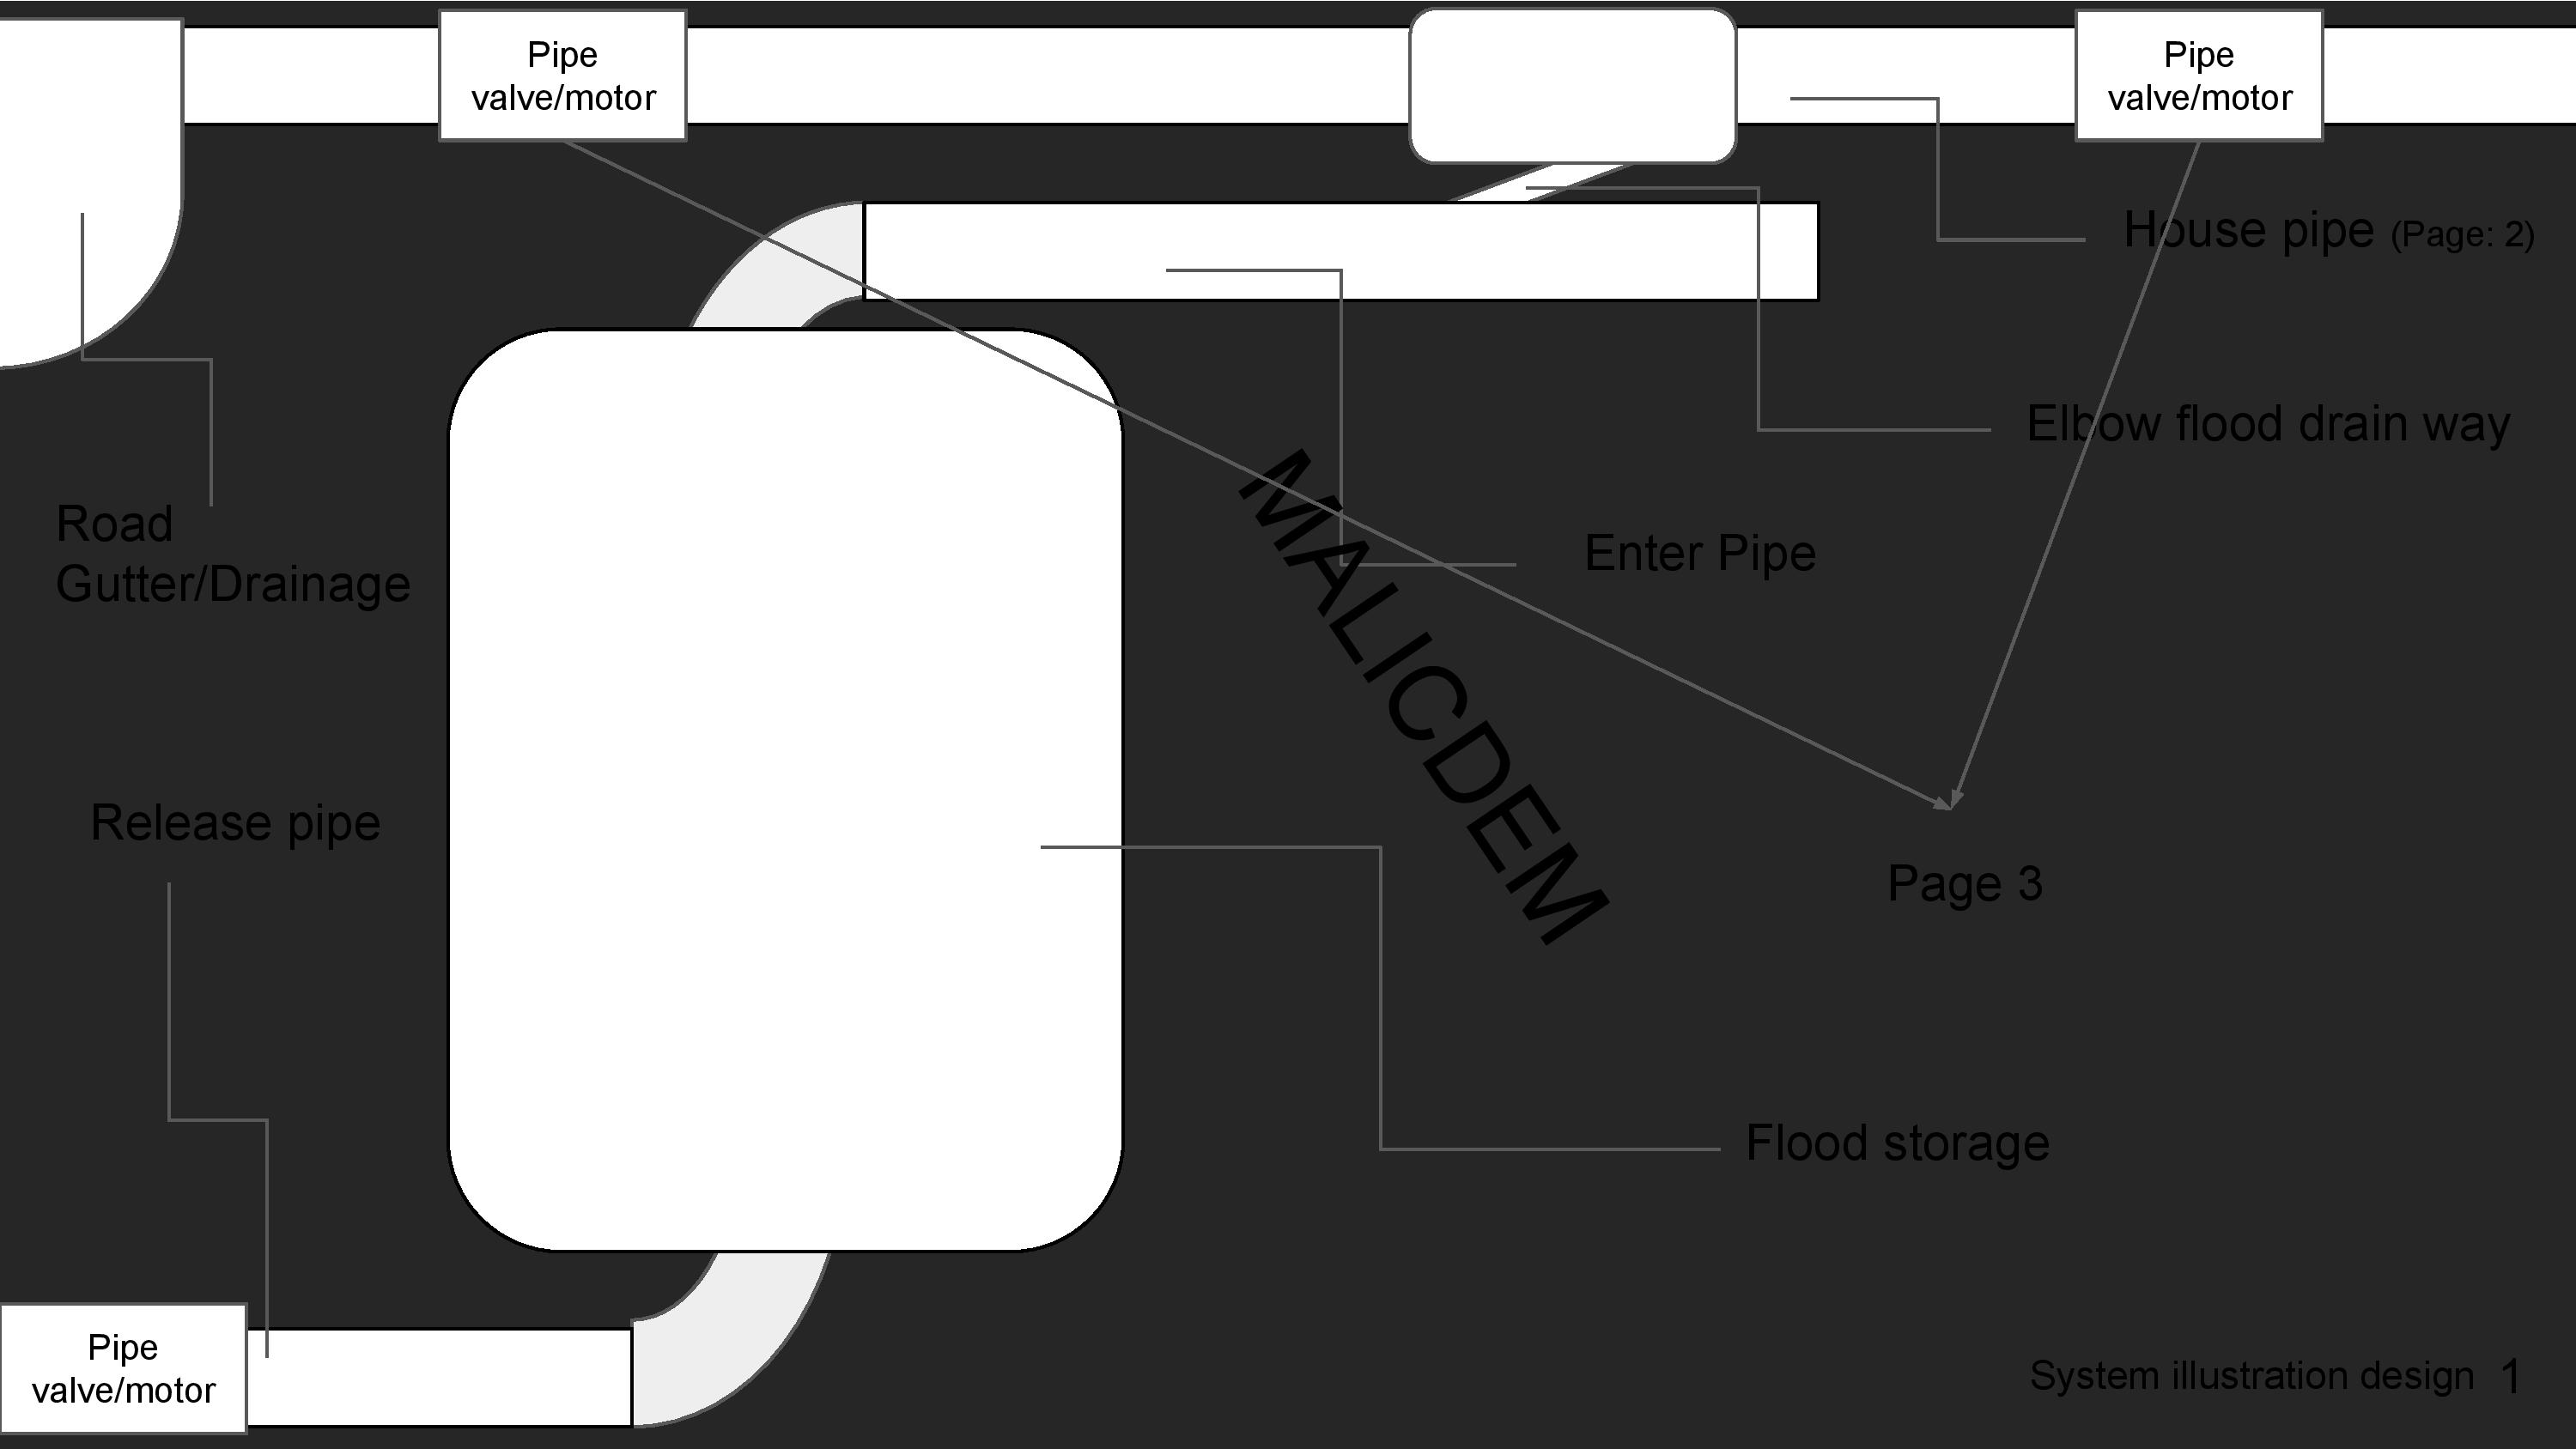 Pipe
valve/motor
Pipe
valve/motor
House pipe (Page: 2)
Elbow flood drain way
Road
Gutter/Drainage
Enter Pipe
MALICDEM
Release pipe
Page 3
Flood storage
Pipe
valve/motor
System illustration design 1